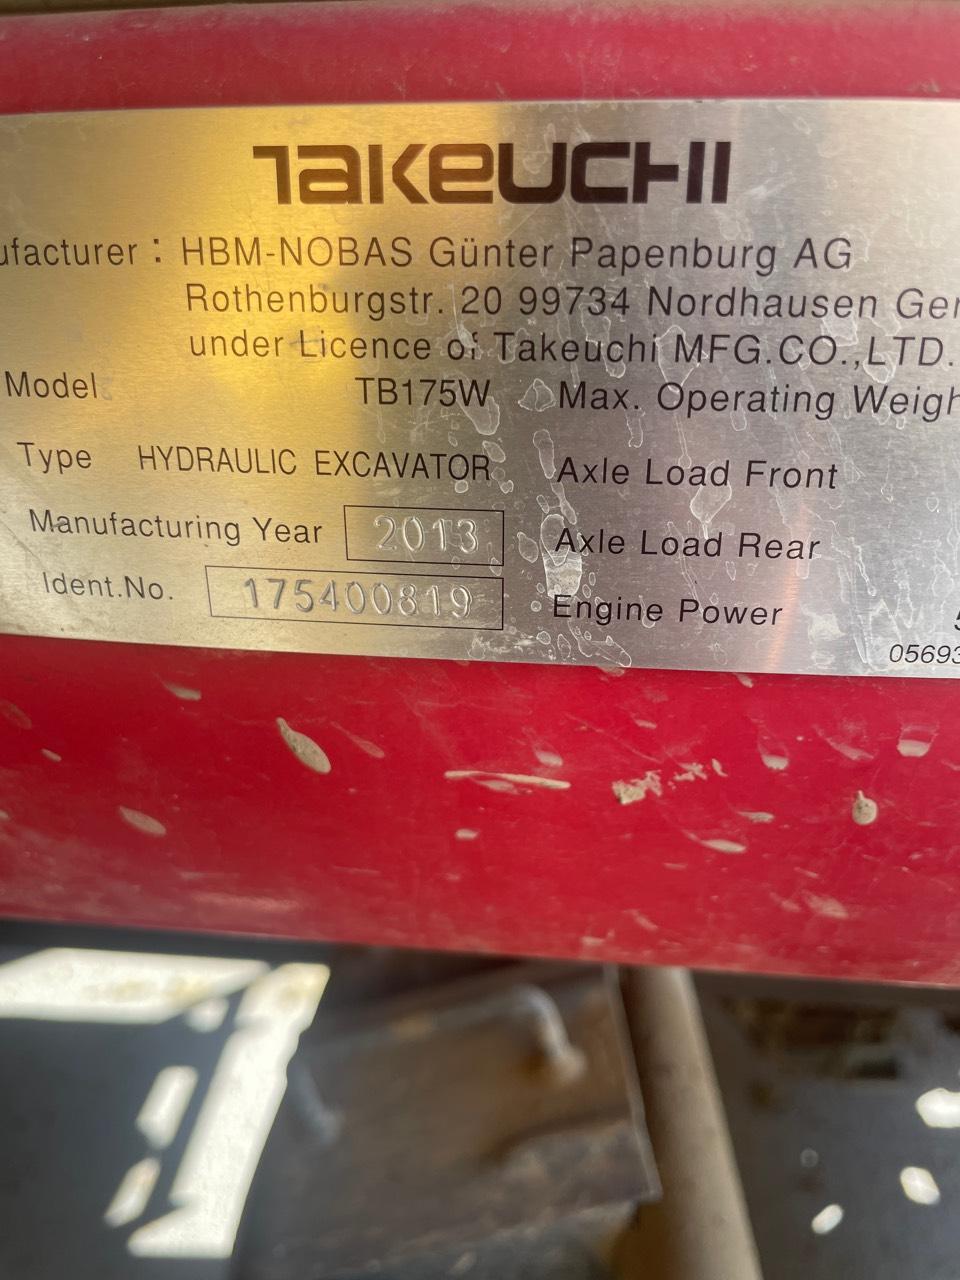 TAKEUCHI
ufacturer : HBM-NOBAS Günter Papenburg AG
Rothenburgstr. 20 99734 Nordhausen Ger
under Licence of Takeuchi MFG.CO.,LTD.
Model TB175W Max. Operating Weigh
Type HYDRAULIC EXCAVATOR Axle Load Front
Manufacturing Year 2013 Axle Load Rear
Ident.No. 175400819 Engine Power 5
05693